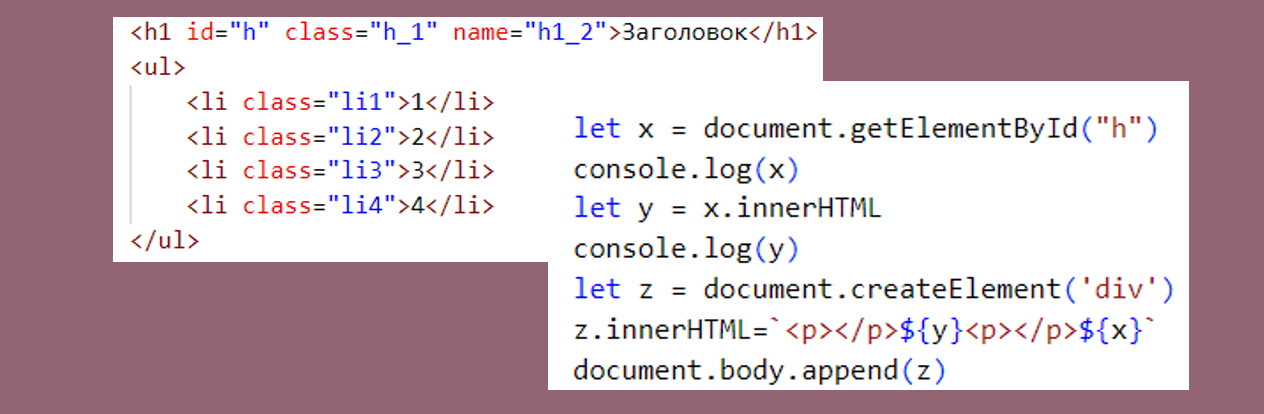 <h1 id="h" class="h_1" name="h1_2">Заголовок</h1>
<ul>
<li class="li1">1</li>
<li class="li2">2</li>
<li class="li3">3</li>
<li class="li4">4</li>
</ul>
let x = document.getElementById("h")
console.log(x)
let y = x.innerHTML
console.log(y)
let z = document.createElement('div')
z.innerHTML=`<p></p>${y}<p></p>${x}`
document.body.append(z)